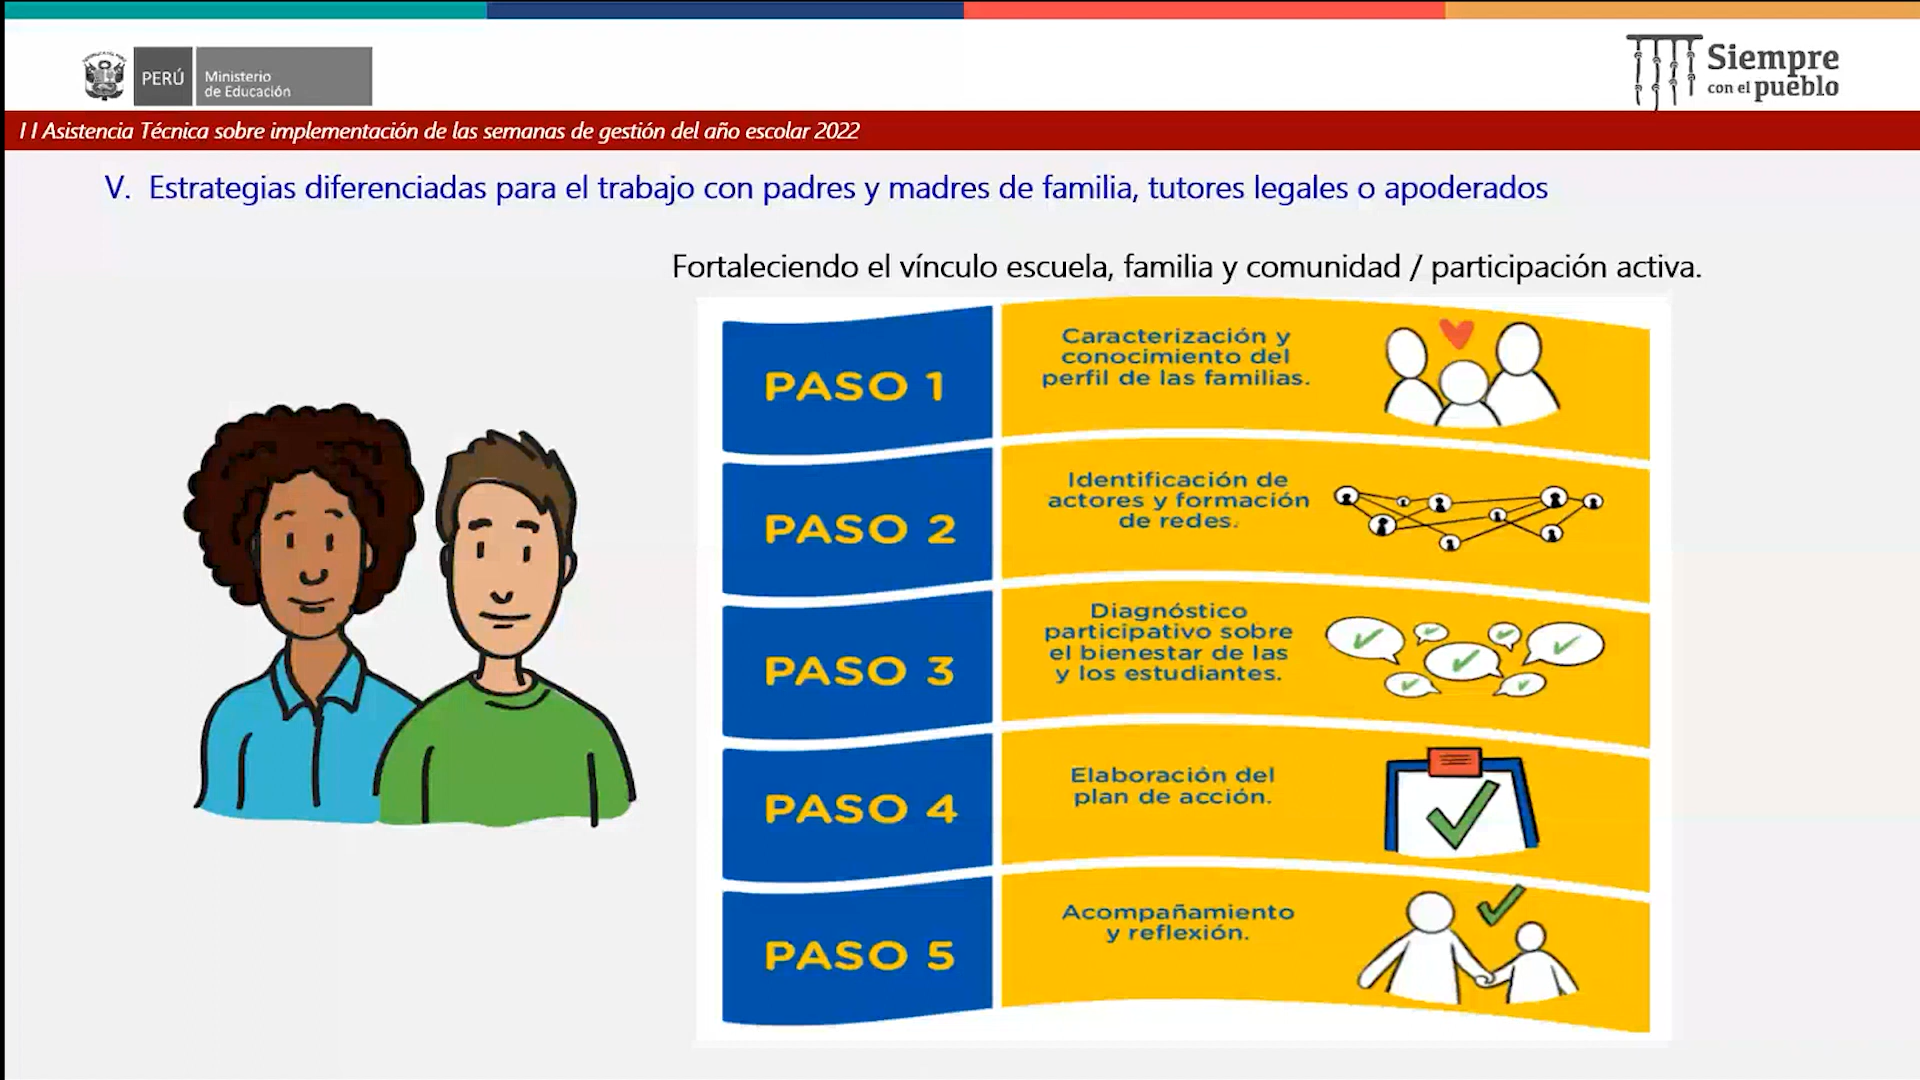 PERÚ
Ministerio
de Educación
Siempre
con el pueblo
I I Asistencia Técnica sobre implementación de las semanas de gestión del año escolar 2022
V. Estrategias diferenciadas para el trabajo con padres y madres de familia, tutores legales o apoderados
Fortaleciendo el vínculo escuela, familia y comunidad / participación activa.
PASO 1
Caracterización y
conocimiento del
perfil de las familias.
PASO 2
Identificación de
actores y formación
de redes.
PASO 3
Diagnóstico
participativo sobre
el bienestar de las
y los estudiantes.
PASO 4
Elaboración del
plan de acción.
PASO 5
Acompañamiento
y reflexión.